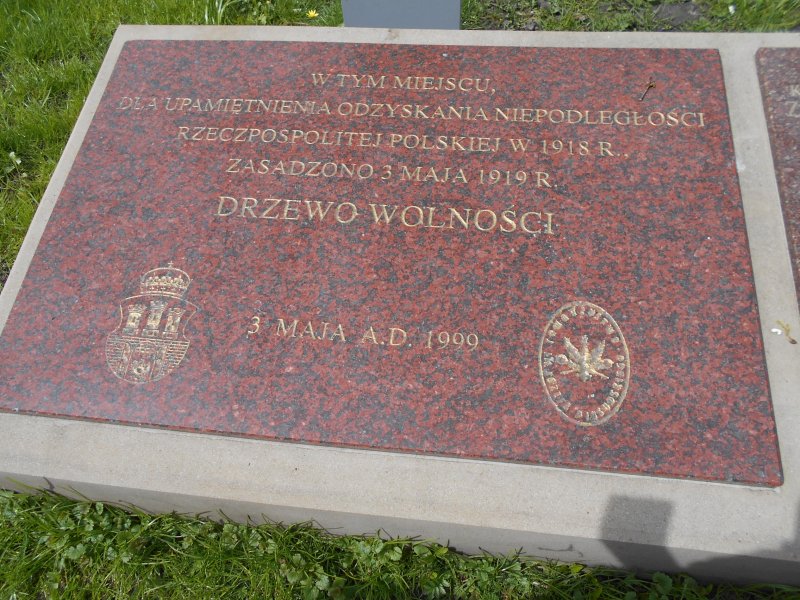 W TYM MIEJSCU,
DLA UPAMIĘTNIENIA ODZYSKANIA NIEPODLEGŁOŚCI
RZECZPOSPOLITEJ POLSKIEJ W 1918 R.,
ZASADZONO 3 MAJA 1919 R.
DRZEWO WOLNOŚCI
3 MAJA A.D. 1999